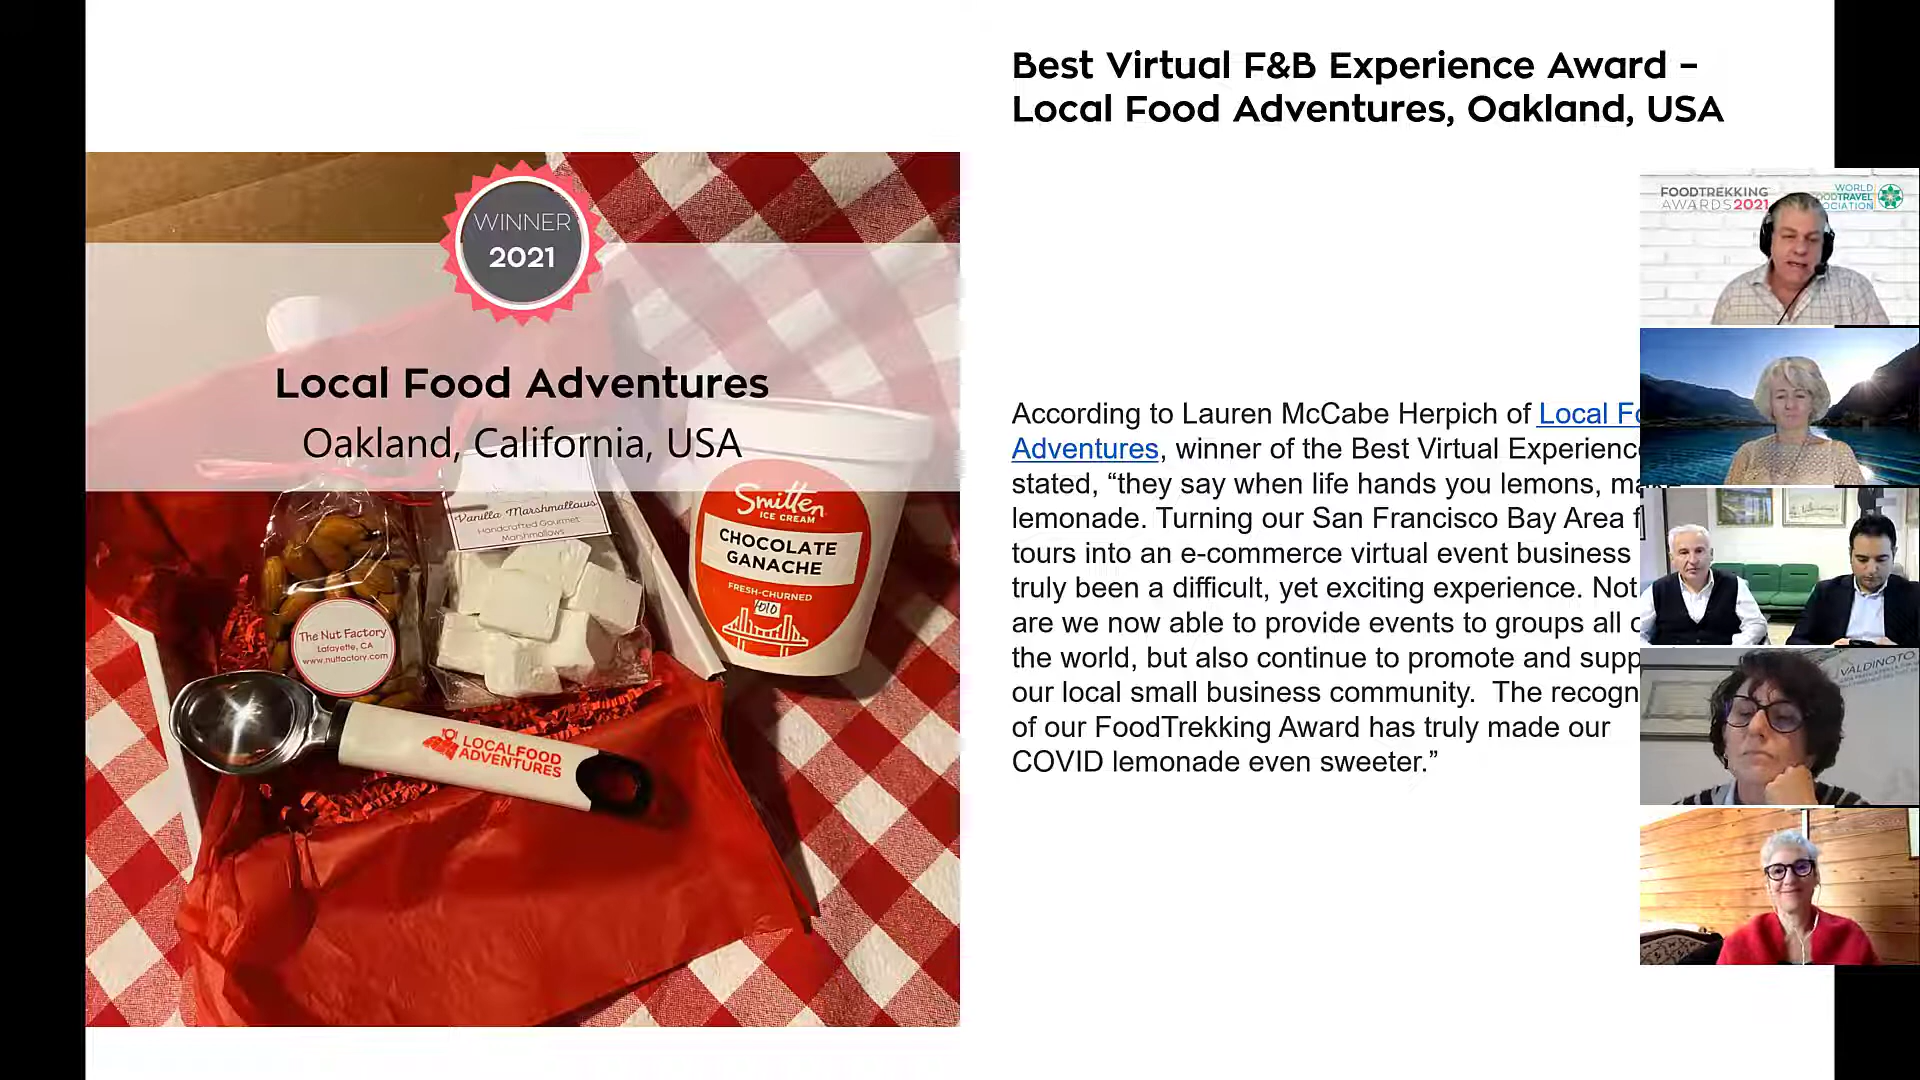 Best Virtual F&B Experience Award –
Local Food Adventures, Oakland, USA
WINNER
2021
Local Food Adventures
Oakland, California, USA
Vanilla Marshmallows
Handcrafted Gourmet
Marshmallows
Smitten
ICE CREAM
CHOCOLATE
GANACHE
FRESH-CHURNED
The Nut Factory
Lafayette, CA
www.nutfactory.com
LOCALFOOD
ADVENTURES
According to Lauren McCabe Herpich of Local
Adventures, winner of the Best Virtual
stated, “they say when life hands you lemons,
lemonade. Turning our San Francisco Bay Area
tours into an e-commerce virtual event business
truly been a difficult, yet exciting experience. Not
are we now able to provide events to groups all
the world, but also continue to promote and
our local small business community. The
of our FoodTrekking Award has truly made our
COVID lemonade even sweeter.”
FOODTREKKING
AWARDS2021
WORLD
VALDINOTO